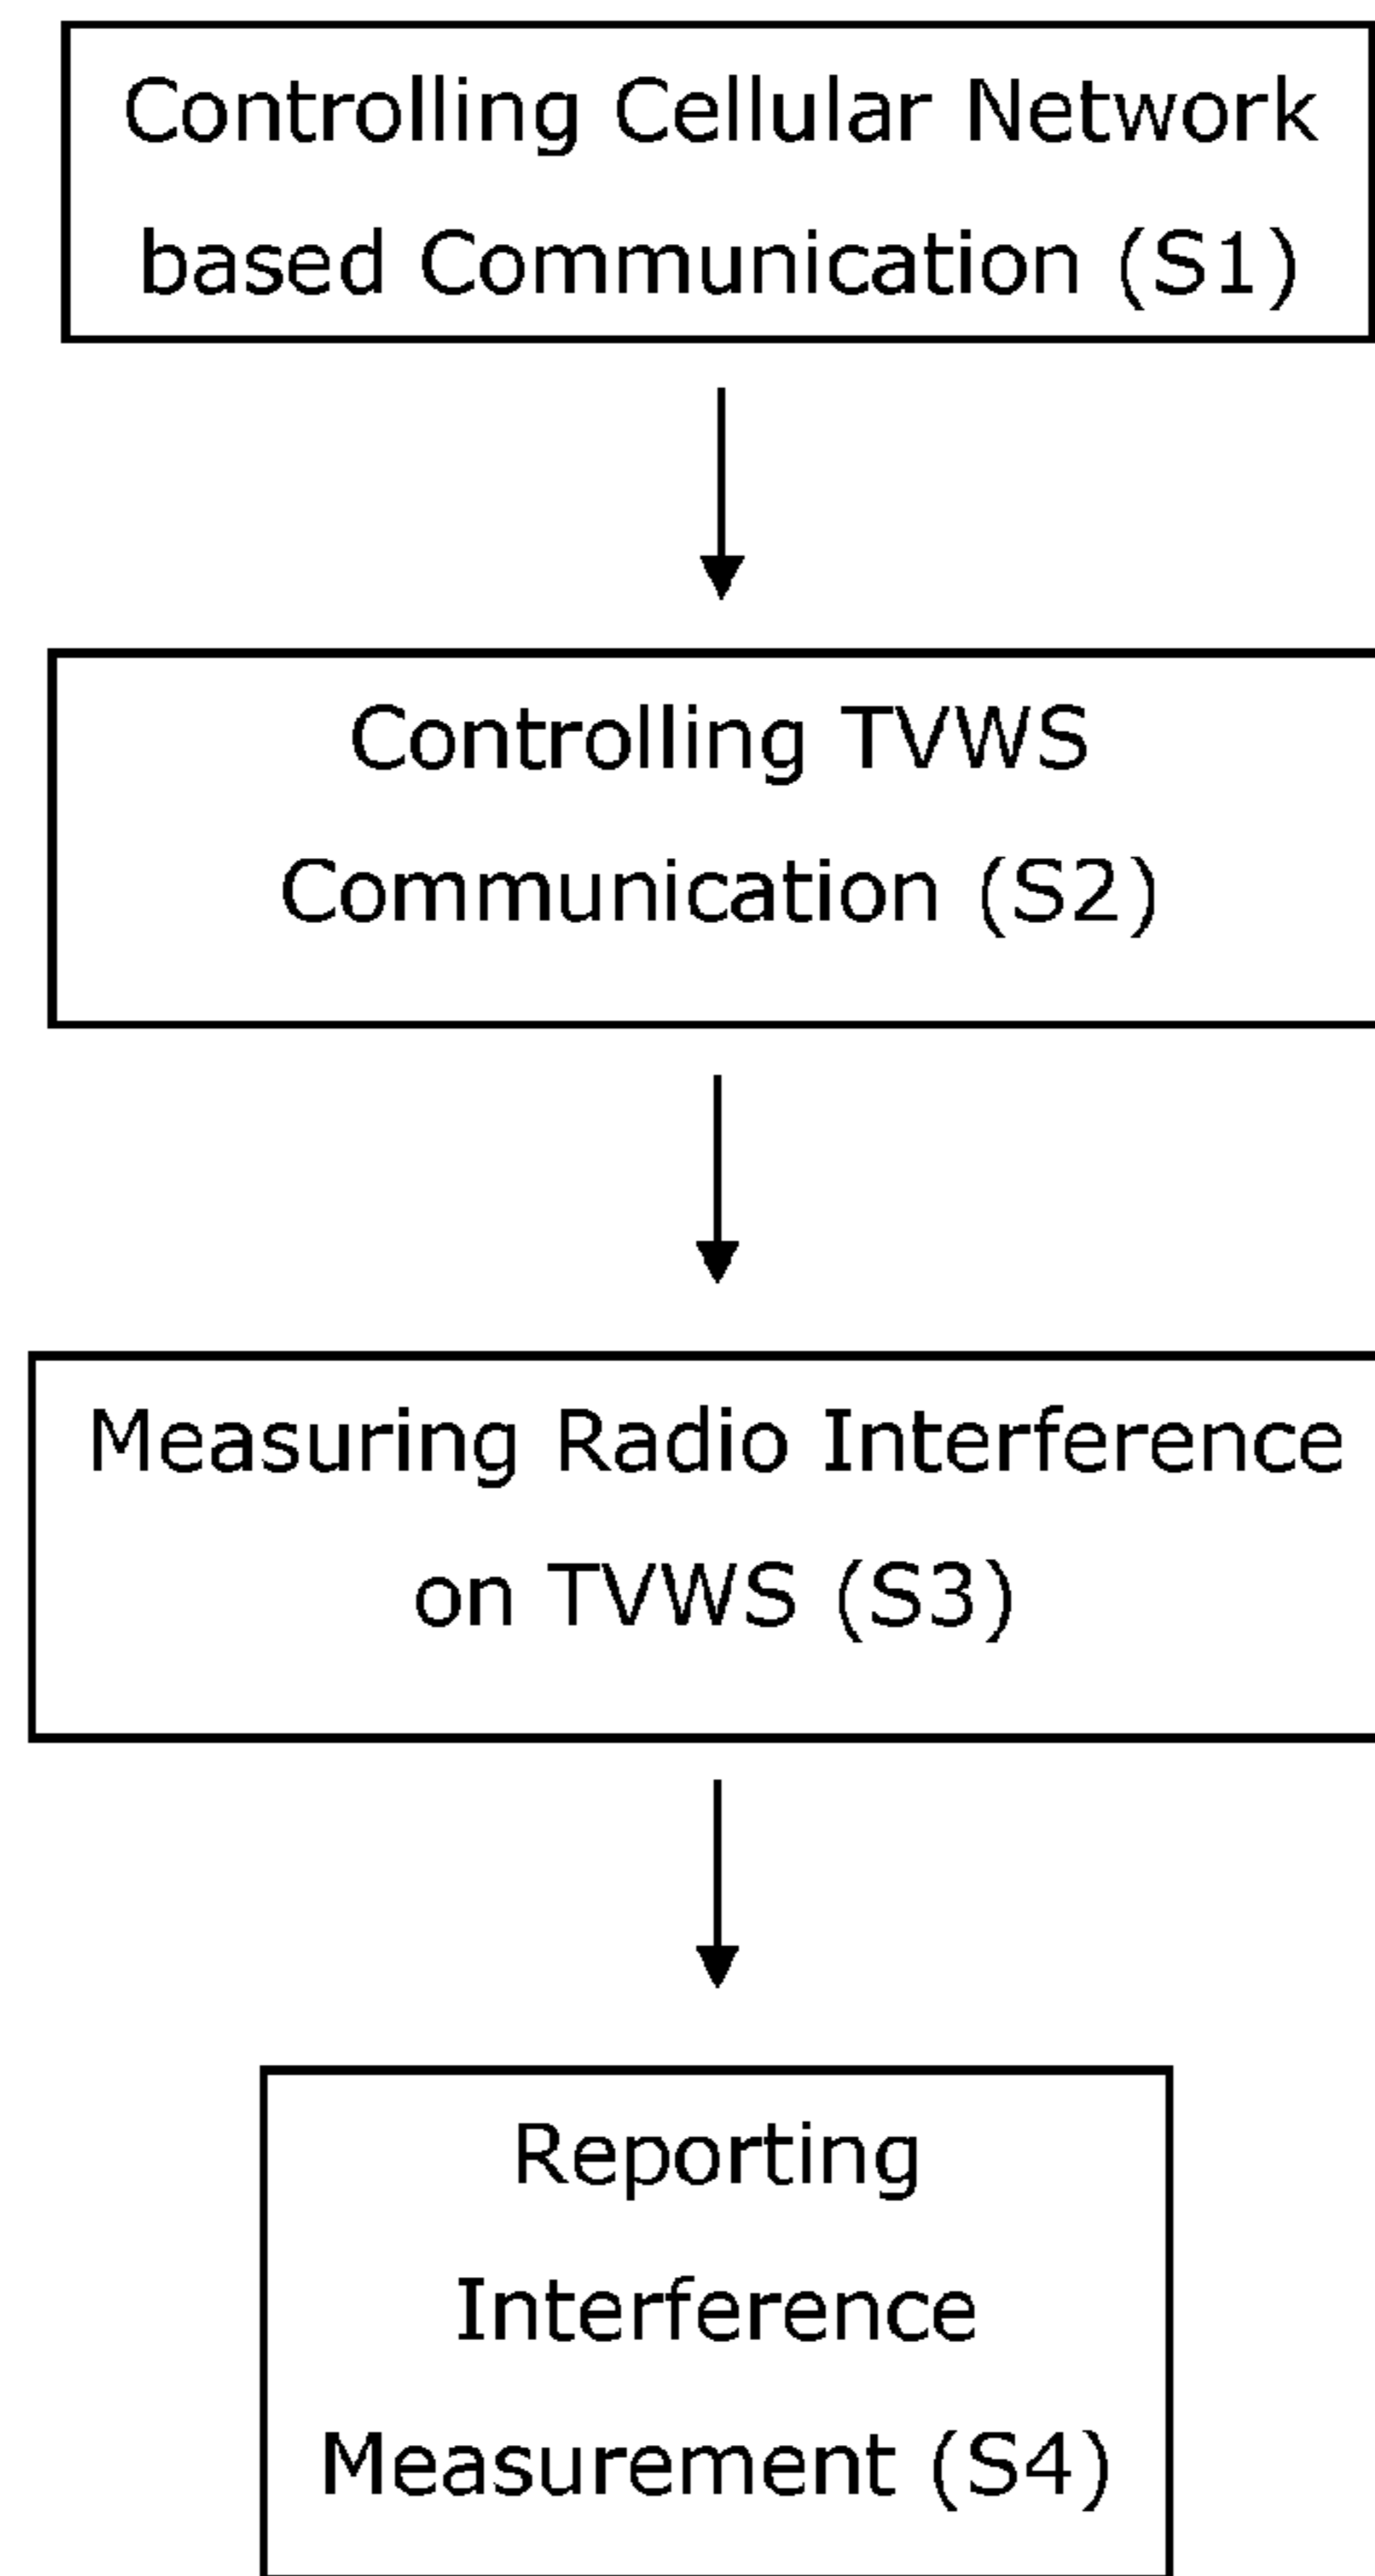 Controlling Cellular Network
based Communication (S1)
Controlling TVWS
Communication (S2)
Measuring Radio Interference
on TVWS (S3)
Reporting
Interference
Measurement (S4)